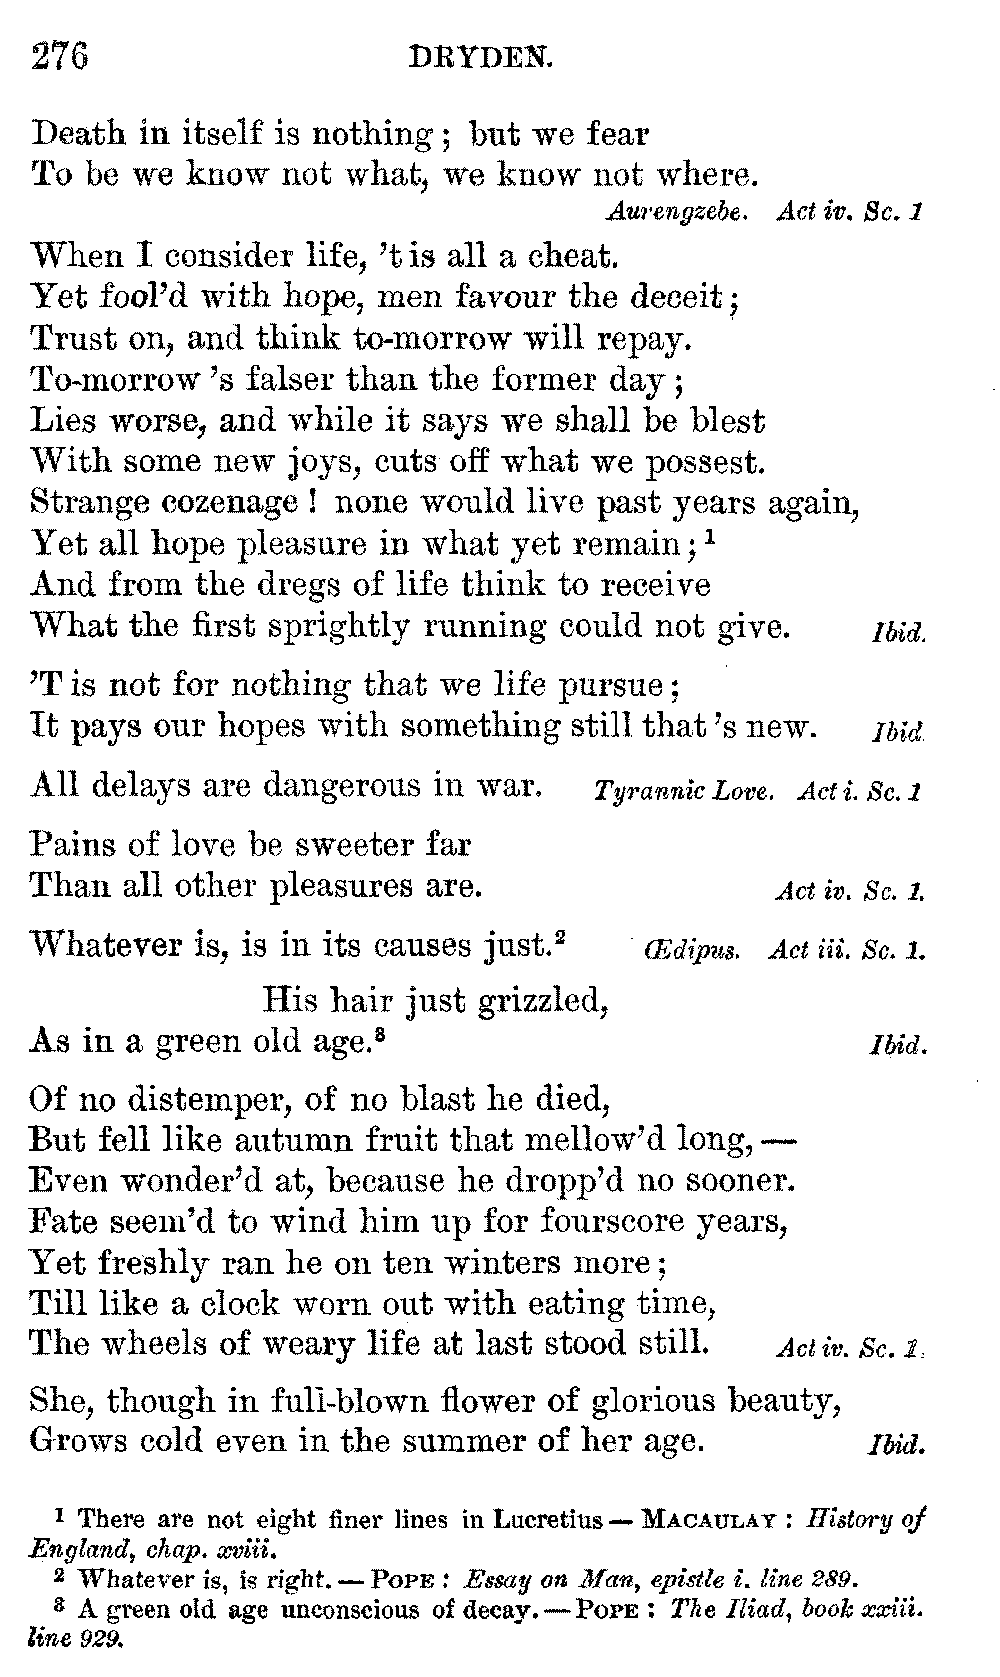 276 DRYDEN.
Death in itself is nothing; but we fear
To be we know not what, we know not where.
Aurengzebe. Act iv. Sc. 1
When I consider life, 't is all a cheat.
Yet fool'd with hope, men favour the deceit;
Trust on, and think to-morrow will repay.
To-morrow 's falser than the former day;
Lies worse, and while it says we shall be blest
With some new joys, cuts off what we possest.
Strange cozenage! none would live past years again,
Yet all hope pleasure in what yet remain;¹
And from the dregs of life think to receive
What the first sprightly running could not give. Ibid.
'T is not for nothing that we life pursue;
It pays our hopes with something still that 's new. Ibid.
All delays are dangerous in war. Tyrannic Love. Act i. Sc. 1
Pains of love be sweeter far
Than all other pleasures are. Act iv. Sc. 1.
Whatever is, is in its causes just.² Œdipus. Act iii. Sc. 1.
His hair just grizzled,
As in a green old age.³ Ibid.
Of no distemper, of no blast he died,
But fell like autumn fruit that mellow'd long, —
Even wonder'd at, because he dropp'd no sooner.
Fate seem'd to wind him up for fourscore years,
Yet freshly ran he on ten winters more;
Till like a clock worn out with eating time,
The wheels of weary life at last stood still. Act iv. Sc. 1.
She, though in full-blown flower of glorious beauty,
Grows cold even in the summer of her age. Ibid.
¹ There are not eight finer lines in Lucretius — MACAULAY: History of
England, chap. xviii.
² Whatever is, is right. — POPE: Essay on Man, epistle i. line 289.
³ A green old age unconscious of decay. — POPE: The Iliad, book xxiii.
line 929.